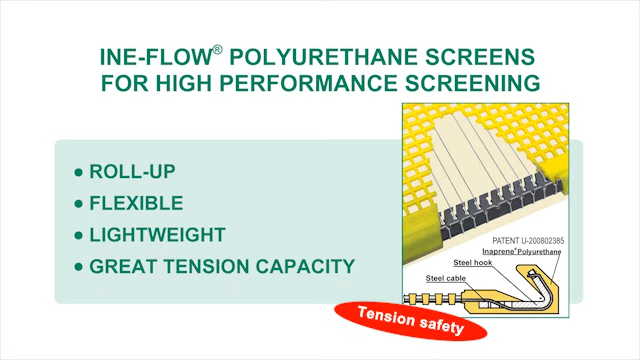 INE-FLOW® POLYURETHANE SCREENS
FOR HIGH PERFORMANCE SCREENING
• ROLL-UP
• FLEXIBLE
• LIGHTWEIGHT
• GREAT TENSION CAPACITY
PATENT U-200802385
Inaprene® Polyurethane
Steel hook
Steel cable
Tension safety